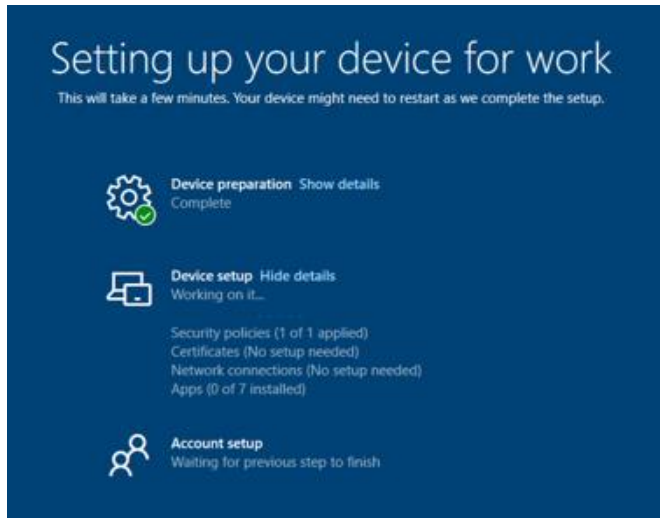 Setting up your device for work
This will take a few minutes. Your device might need to restart as we complete the setup.
Device preparation Show details
Complete
Device setup Hide details
Working on it...
Security policies (1 of 1 applied)
Certificates (No setup needed)
Network connections (No setup needed)
Apps (0 of 7 installed)
Account setup
Waiting for previous step to finish